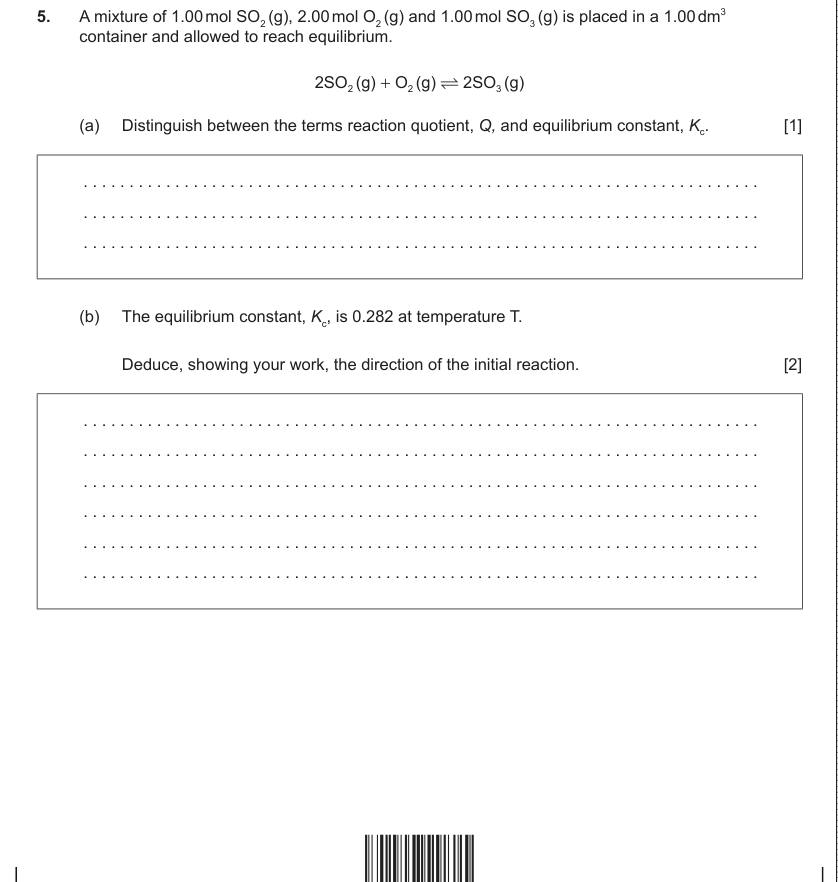 5. A mixture of 1.00 mol SO₂ (g), 2.00 mol O₂ (g) and 1.00 mol SO₃ (g) is placed in a 1.00 dm³
container and allowed to reach equilibrium.
2SO₂ (g) + O₂ (g) ⇌ 2SO₃ (g)
(a) Distinguish between the terms reaction quotient, Q, and equilibrium constant, K꜀. [1]
(b) The equilibrium constant, K꜀, is 0.282 at temperature T.
Deduce, showing your work, the direction of the initial reaction. [2]